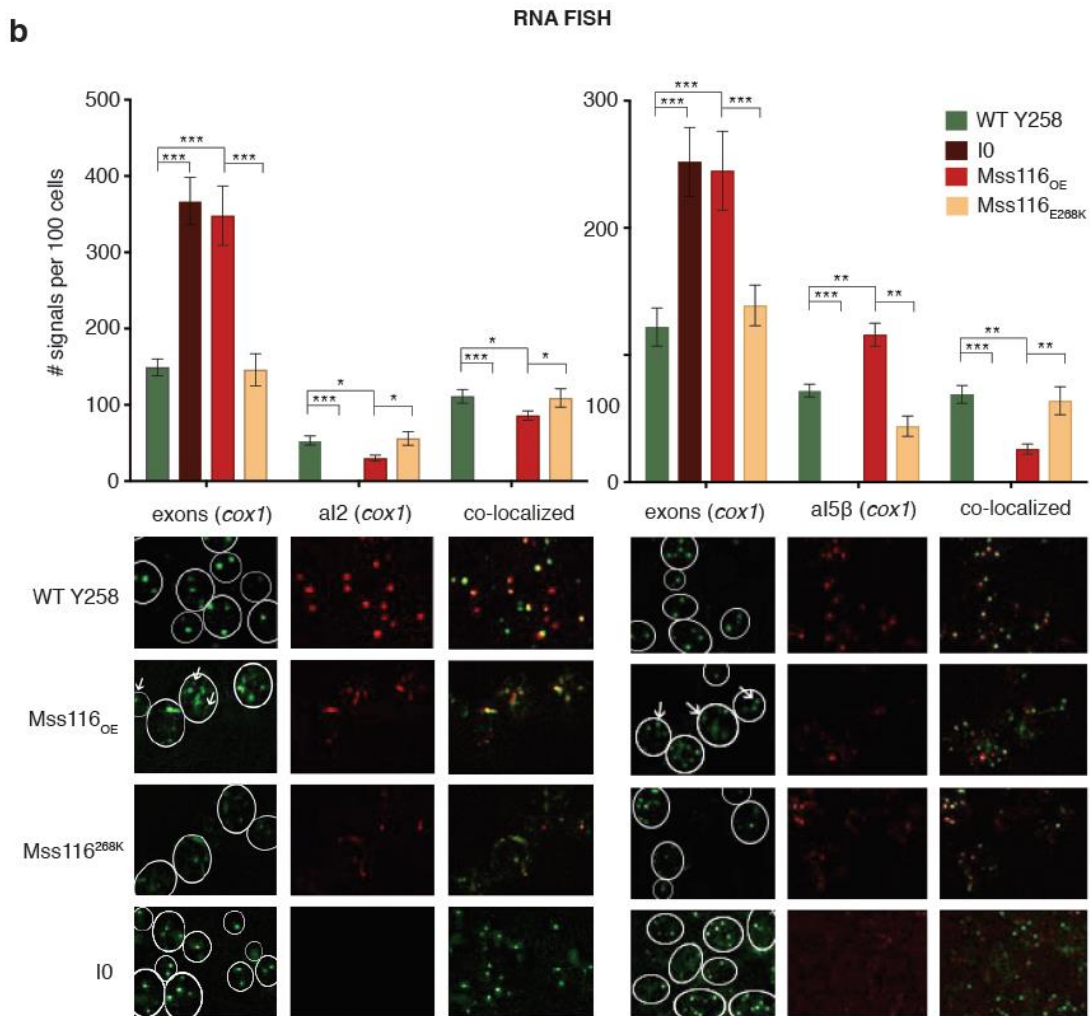 b
RNA FISH
# signals per 100 cells
500
400
300
200
100
0
*** *** ***
* *** *
* *** *
exons (cox1) aI2 (cox1) co-localized
300
200
100
0
*** *** ***
** *** **
** *** **
exons (cox1) aI5β (cox1) co-localized
WT Y258
I0
Mss116OE
Mss116E268K
WT Y258
Mss116OE
Mss116268K
I0